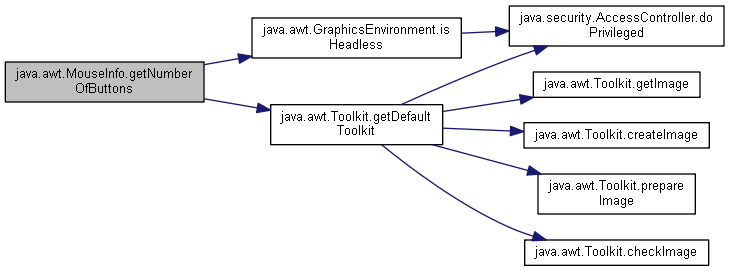 java.awt.MouseInfo.getNumber
OfButtons
java.awt.GraphicsEnvironment.is
Headless
java.security.AccessController.do
Privileged
java.awt.Toolkit.getDefault
Toolkit
java.awt.Toolkit.getImage
java.awt.Toolkit.createImage
java.awt.Toolkit.prepare
Image
java.awt.Toolkit.checkImage